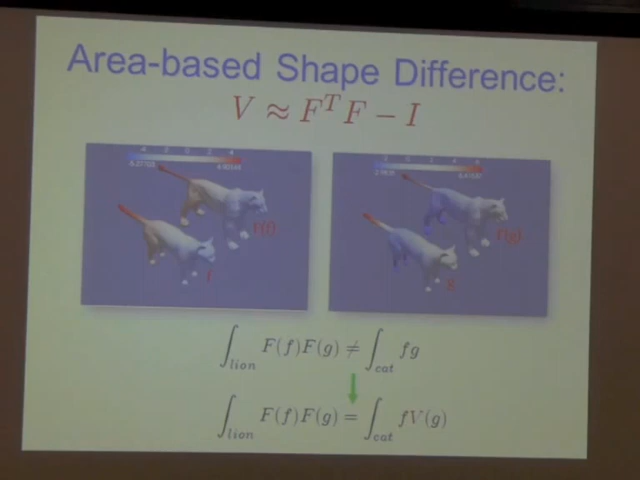 Area-based Shape Difference:
V ≈ F^T F − I
F(f)
f
F(g)
g
∫_lion F(f)F(g) ≠ ∫_cat fg
∫_lion F(f)F(g) = ∫_cat fV(g)